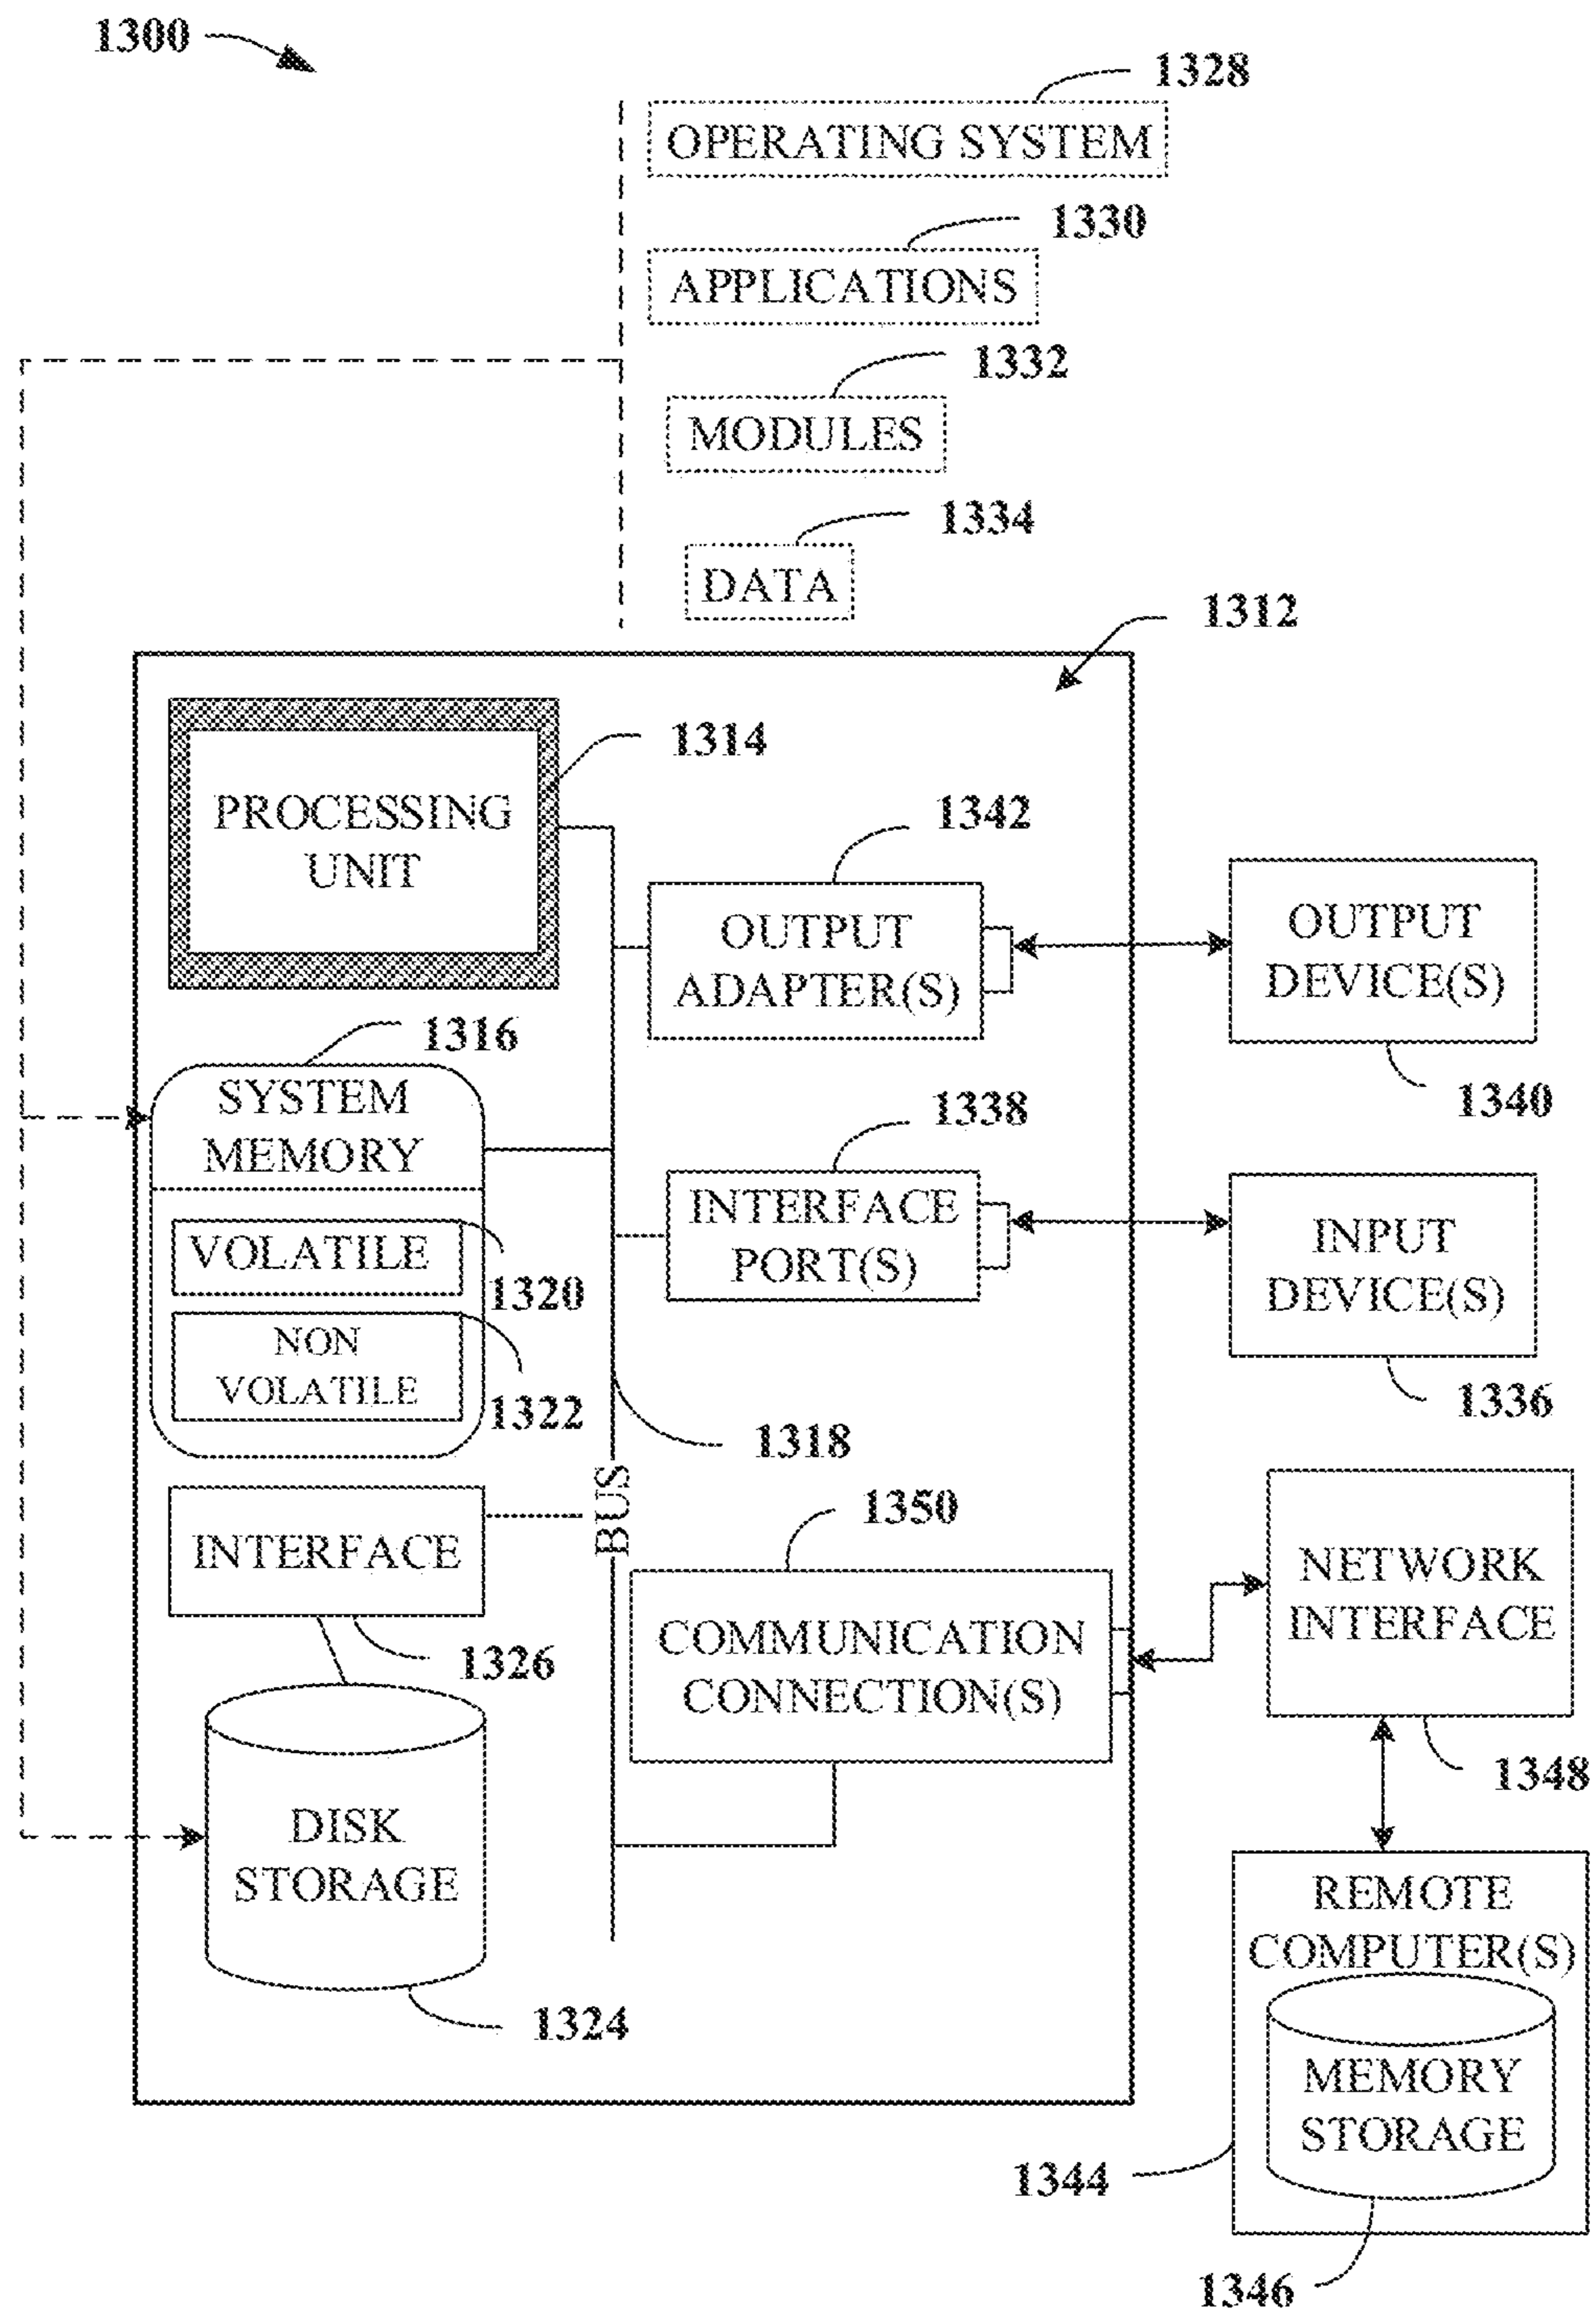 1300
1328
OPERATING SYSTEM
1330
APPLICATIONS
1332
MODULES
1334
DATA
1312
PROCESSING
UNIT
1314
1342
OUTPUT
ADAPTER(S)
OUTPUT
DEVICE(S)
1340
1316
SYSTEM
MEMORY
VOLATILE
1320
NON
VOLATILE
1322
1338
INTERFACE
PORT(S)
INPUT
DEVICE(S)
1336
1318
BUS
INTERFACE
1326
1350
COMMUNICATION
CONNECTION(S)
NETWORK
INTERFACE
1348
DISK
STORAGE
1324
REMOTE
COMPUTER(S)
MEMORY
STORAGE
1344
1346